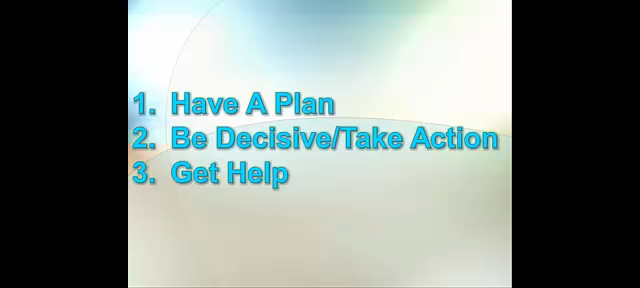 1. Have A Plan
2. Be Decisive/Take Action
3. Get Help